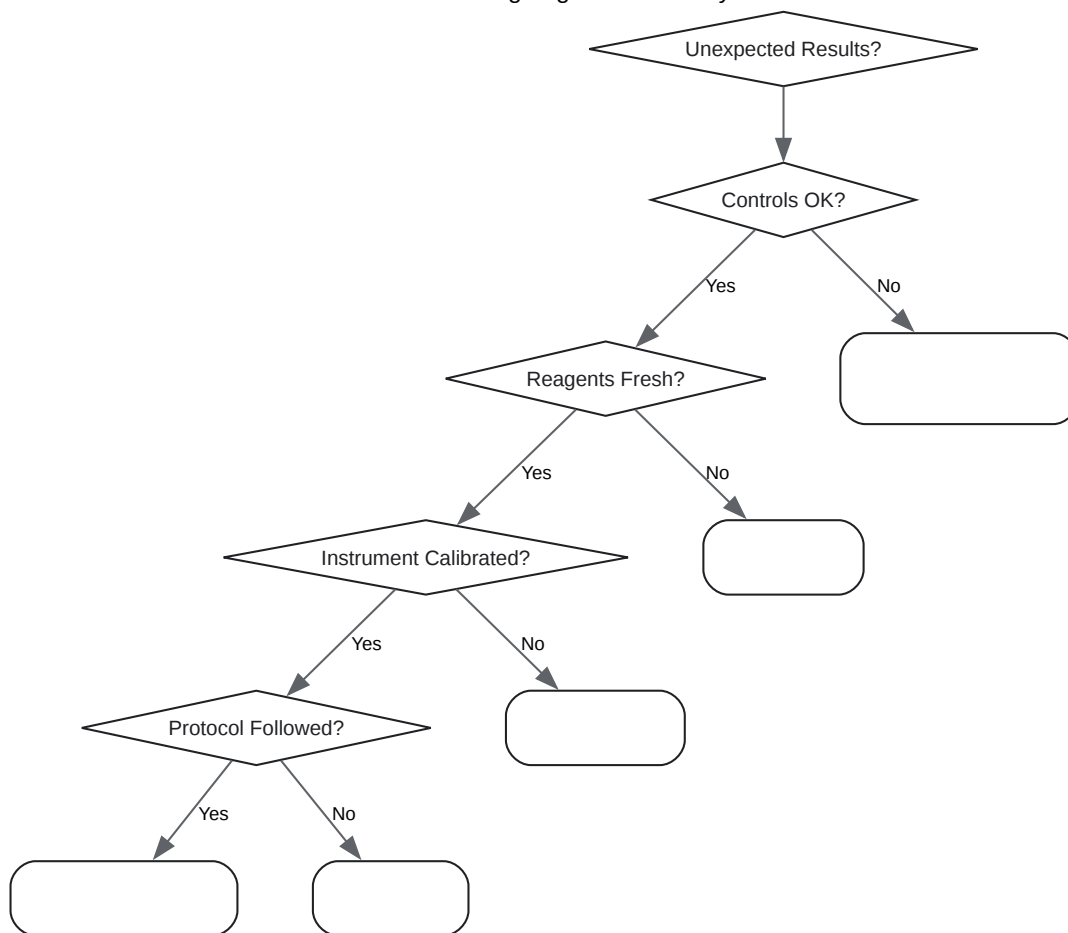 Unexpected Results?
Controls OK?
Yes
No
Reagents Fresh?
Yes
No
Instrument Calibrated?
Yes
No
Protocol Followed?
Yes
No